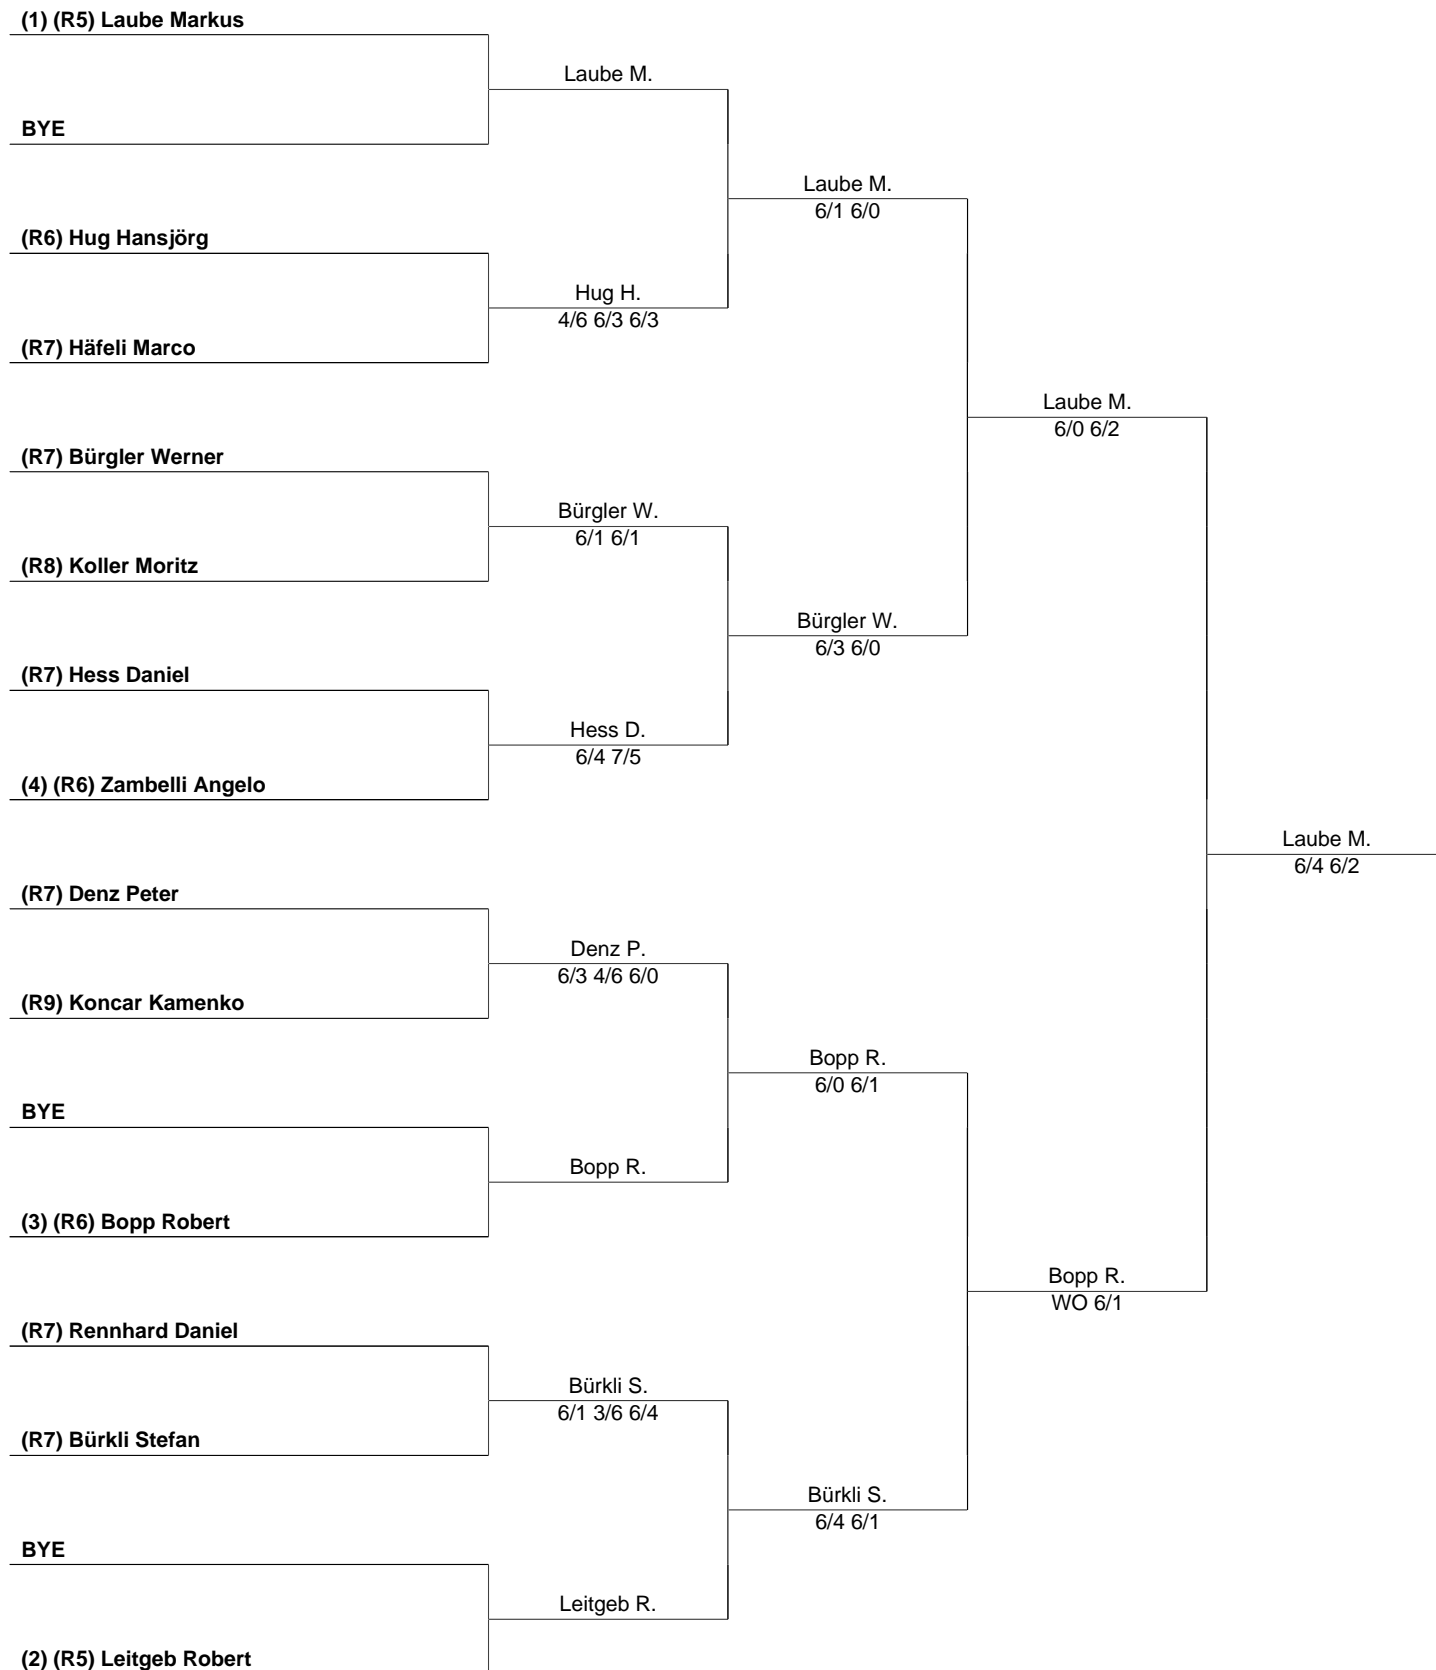 (1) (R5) Laube Markus
Laube M.
BYE
Laube M.
6/1 6/0
(R6) Hug Hansjörg
Hug H.
4/6 6/3 6/3
(R7) Häfeli Marco
Laube M.
6/0 6/2
(R7) Bürgler Werner
Bürgler W.
6/1 6/1
(R8) Koller Moritz
Bürgler W.
6/3 6/0
(R7) Hess Daniel
Hess D.
6/4 7/5
(4) (R6) Zambelli Angelo
Laube M.
6/4 6/2
(R7) Denz Peter
Denz P.
6/3 4/6 6/0
(R9) Koncar Kamenko
Bopp R.
6/0 6/1
BYE
Bopp R.
(3) (R6) Bopp Robert
Bopp R.
WO 6/1
(R7) Rennhard Daniel
Bürkli S.
6/1 3/6 6/4
(R7) Bürkli Stefan
Bürkli S.
6/4 6/1
BYE
Leitgeb R.
(2) (R5) Leitgeb Robert